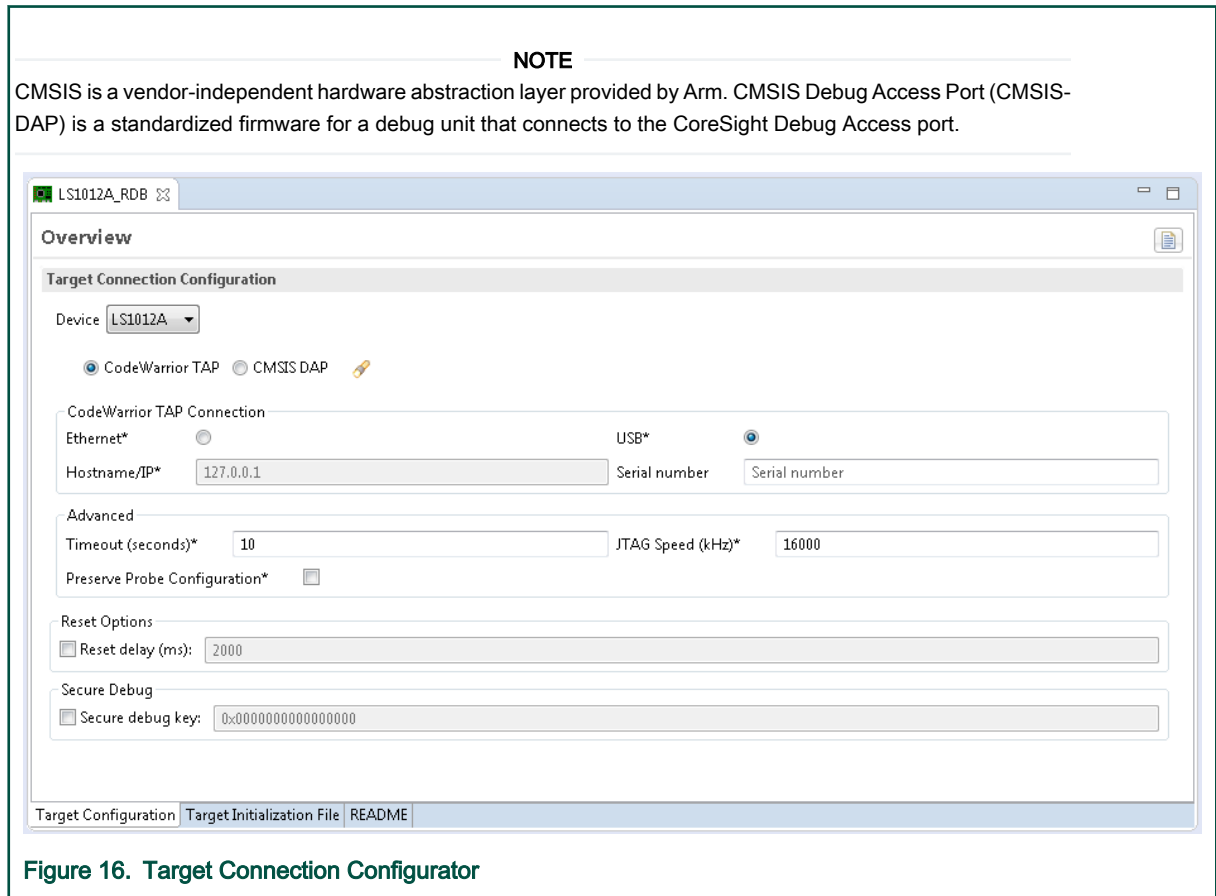 NOTE
CMSIS is a vendor-independent hardware abstraction layer provided by Arm. CMSIS Debug Access Port (CMSIS-
DAP) is a standardized firmware for a debug unit that connects to the CoreSight Debug Access port.
LS1012A_RDB
Overview
Target Connection Configuration
Device LS1012A
CodeWarrior TAP CMSIS DAP
CodeWarrior TAP Connection
Ethernet* USB*
Hostname/IP* 127.0.0.1 Serial number Serial number
Advanced
Timeout (seconds)* 10 JTAG Speed (kHz)* 16000
Preserve Probe Configuration*
Reset Options
Reset delay (ms): 2000
Secure Debug
Secure debug key: 0x0000000000000000
Target Configuration Target Initialization File README
Figure 16. Target Connection Configurator